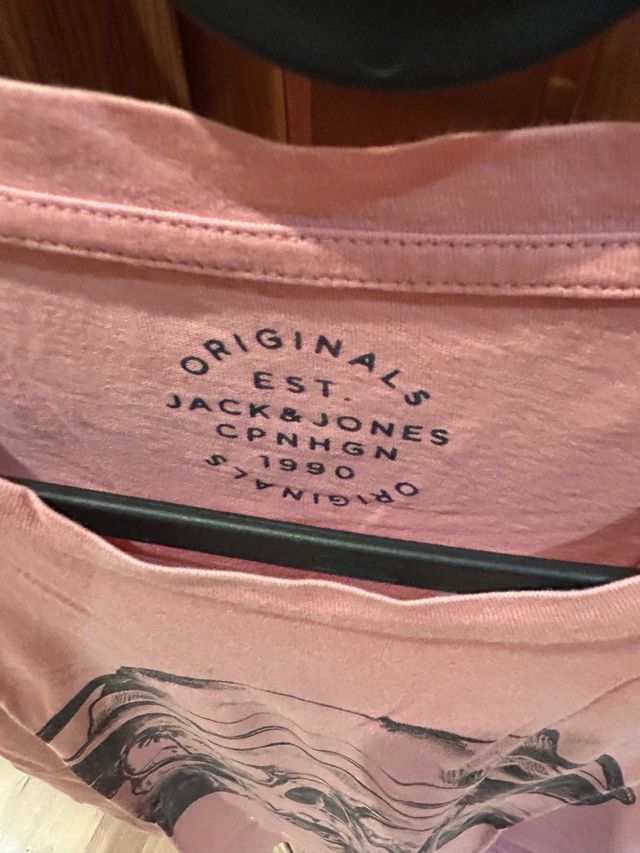 ORIGINALS
EST.
JACK&JONES
CPNHGN
1990
ORIGINALS